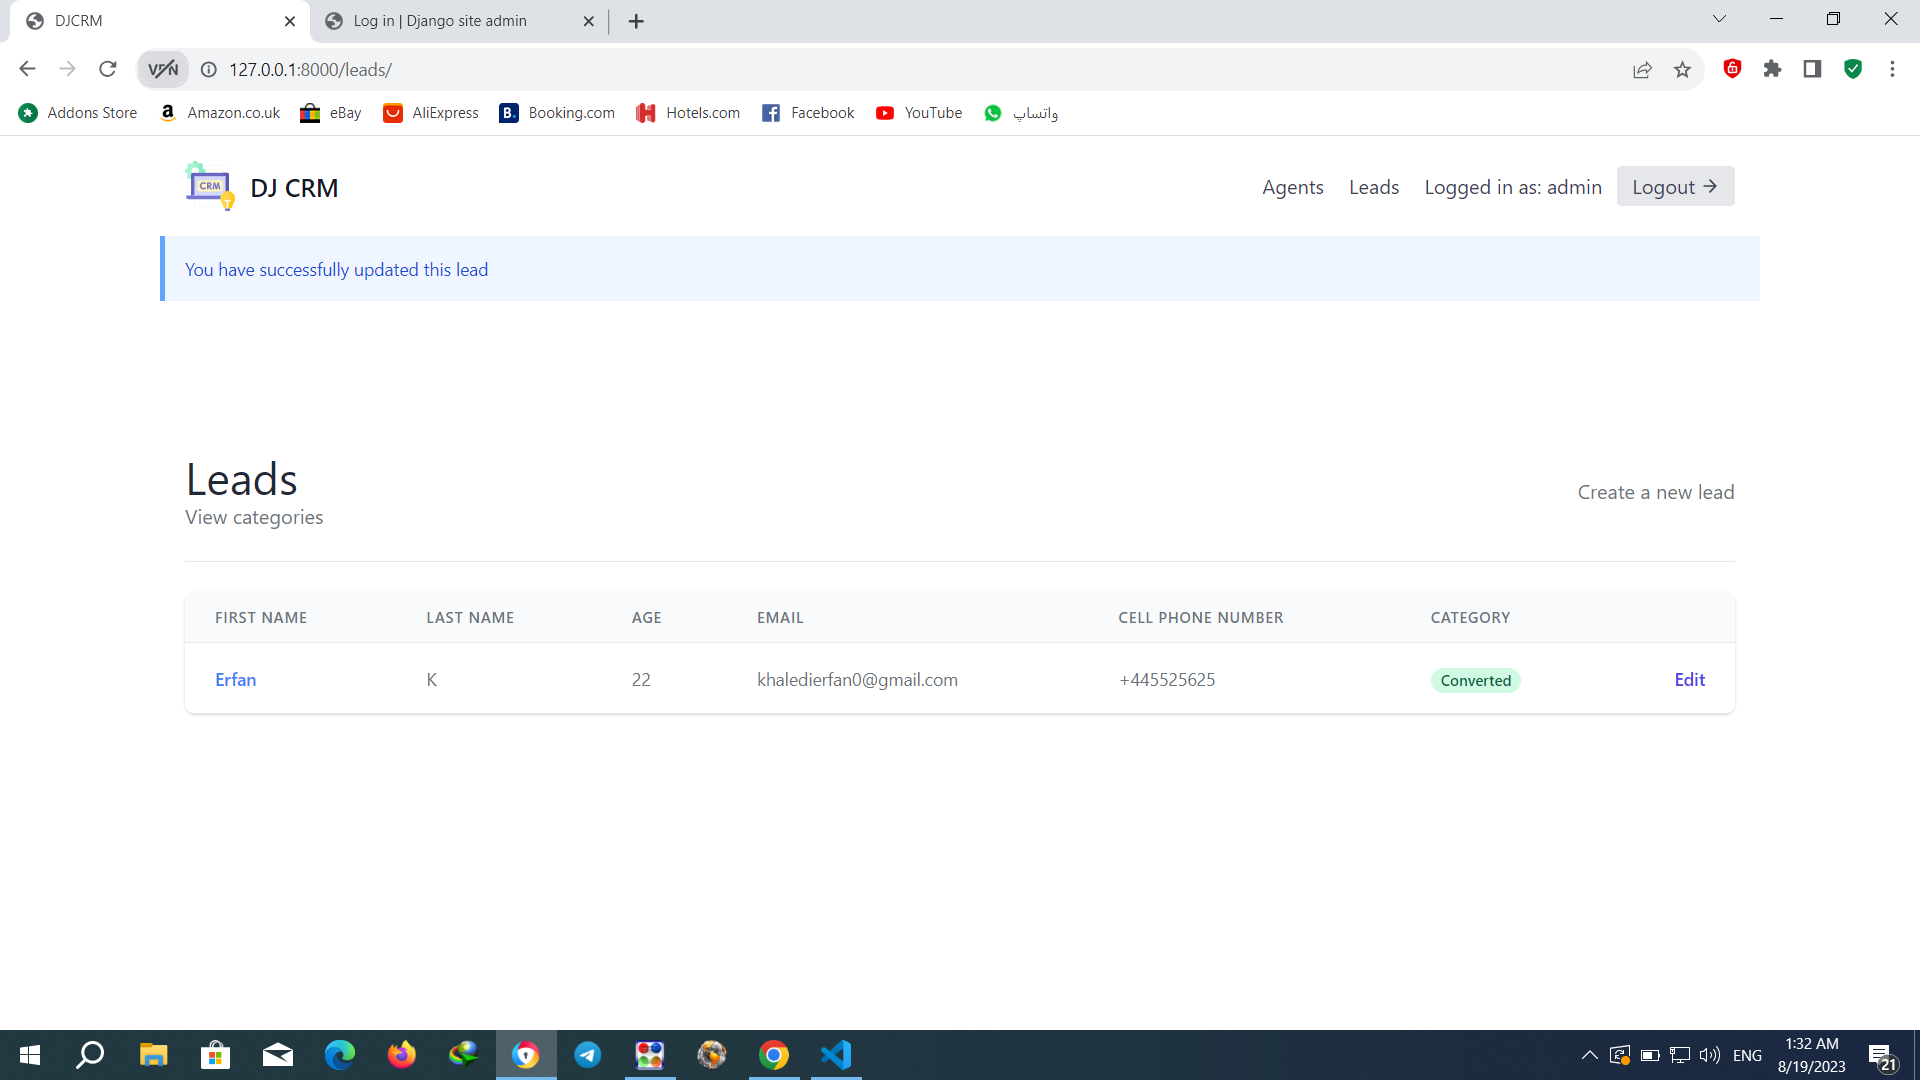 DJCRM
Log in | Django site admin
VPN
127.0.0.1:8000/leads/
Addons Store
Amazon.co.uk
eBay
AliExpress
B. Booking.com
Hotels.com
Facebook
YouTube
واتساپ
CRM
DJ CRM
Agents
Leads
Logged in as: admin
Logout →
You have successfully updated this lead
Leads
View categories
Create a new lead
FIRST NAME LAST NAME AGE EMAIL CELL PHONE NUMBER CATEGORY
Erfan K 22 khaledierfan0@gmail.com +445525625 Converted Edit
ENG
1:32 AM
8/19/2023
21